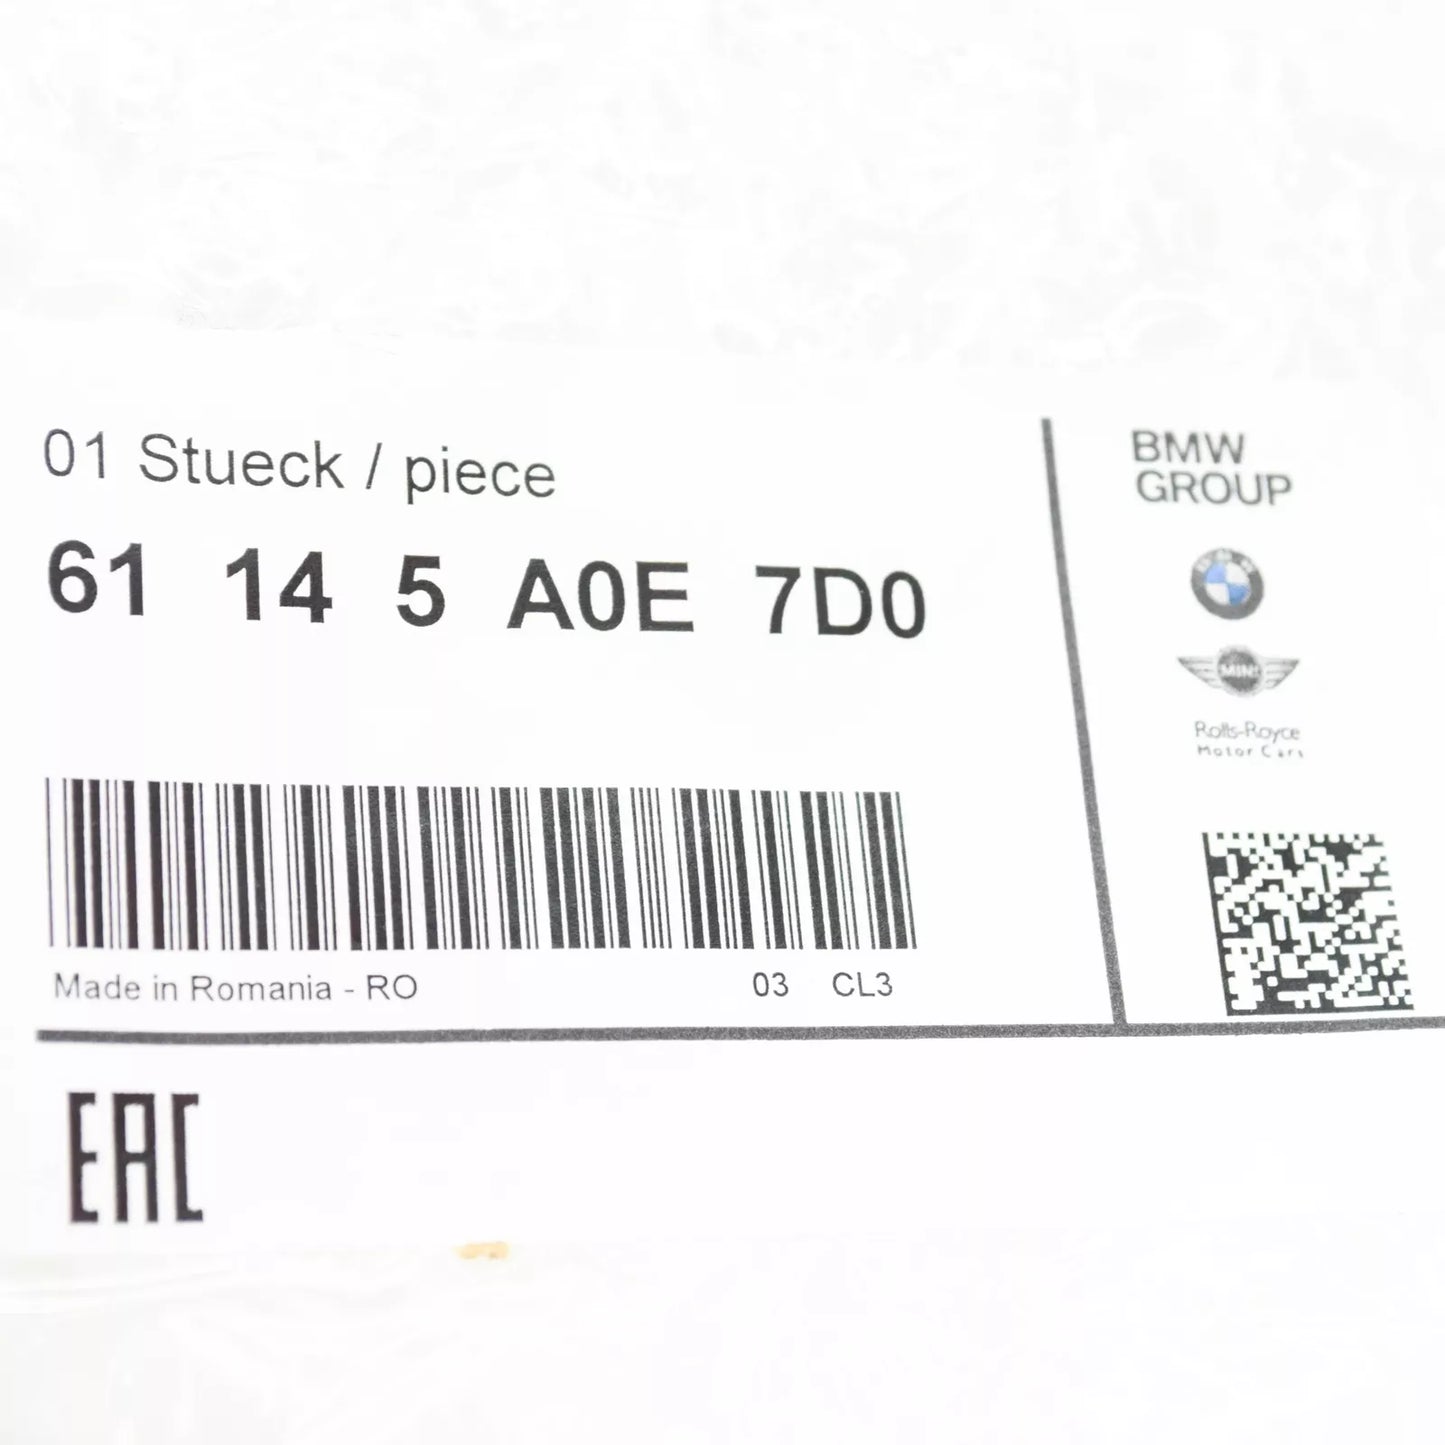 01 Stueck / piece
61 14 5 A0E 7D0
Made in Romania - RO 03 CL3
BMW
GROUP
MINI
Rolls-Royce
Motor Cars
EAC